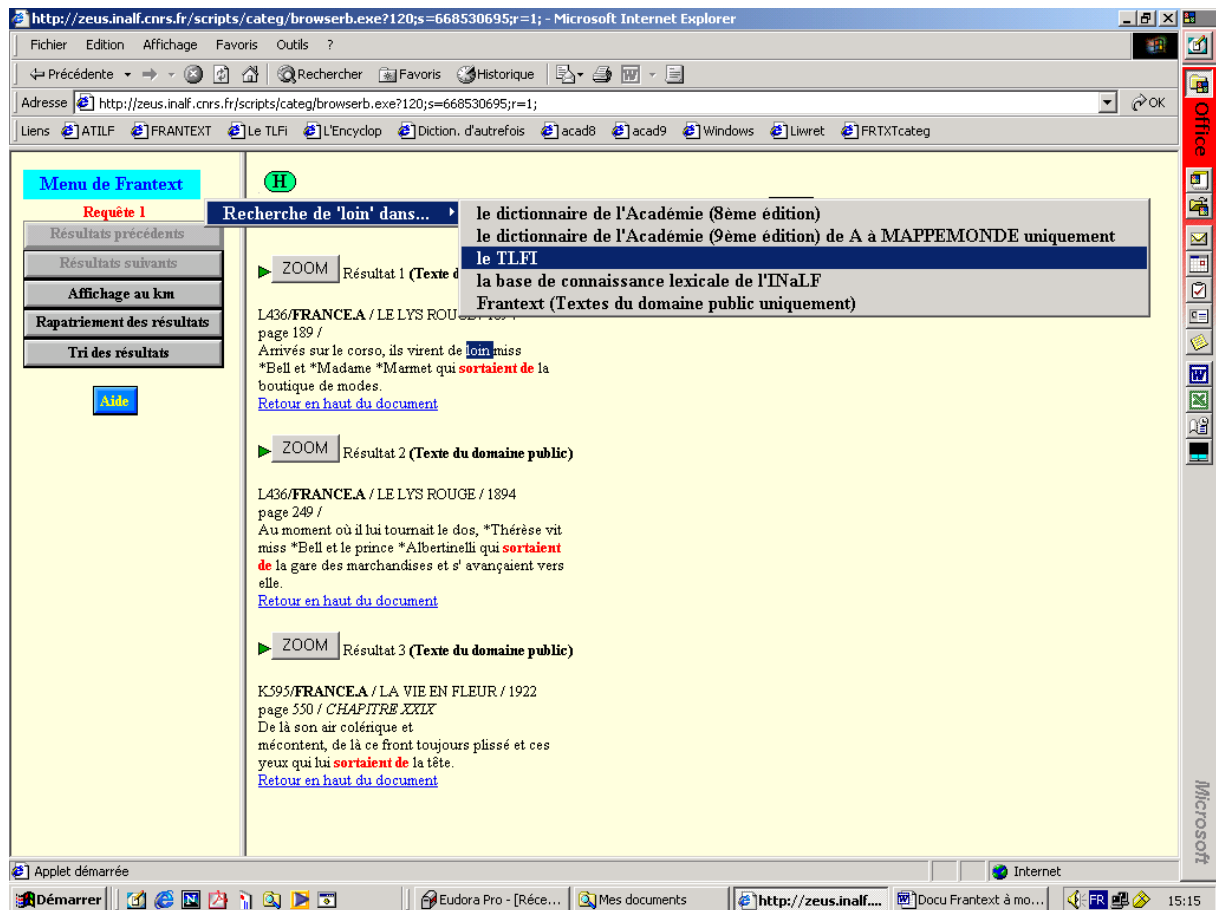 http://zeus.inalf.cnrs.fr/scripts/categ/browserb.exe?120;s=668530695;r=1; - Microsoft Internet Explorer
Fichier Edition Affichage Favoris Outils ?
Précédente Rechercher Favoris Historique
Adresse http://zeus.inalf.cnrs.fr/scripts/categ/browserb.exe?120;s=668530695;r=1; OK
Liens ATILF FRANTEXT Le TLFi L'Encyclop Diction. d'autrefois acad8 acad9 Windows Liwret FRTXTcateg
Office
Menu de Frantext
Requête 1
Résultats précédents
Résultats suivants
Affichage au km
Rapatriement des résultats
Tri des résultats
Aide
H
Recherche de 'loin' dans...
le dictionnaire de l'Académie (8ème édition)
le dictionnaire de l'Académie (9ème édition) de A à MAPPEMONDE uniquement
le TLFI
la base de connaissance lexicale de l'INaLF
Frantext (Textes du domaine public uniquement)
ZOOM Résultat 1 (Texte d
L436/FRANCE.A / LE LYS ROUGE / 1894
page 189 /
Arrivés sur le corso, ils virent de loin miss
*Bell et *Madame *Marmet qui sortaient de la
boutique de modes.
Retour en haut du document
ZOOM Résultat 2 (Texte du domaine public)
L436/FRANCE.A / LE LYS ROUGE / 1894
page 249 /
Au moment où il lui tournait le dos, *Thérèse vit
miss *Bell et le prince *Albertinelli qui sortaient
de la gare des marchandises et s' avançaient vers
elle.
Retour en haut du document
ZOOM Résultat 3 (Texte du domaine public)
K595/FRANCE.A / LA VIE EN FLEUR / 1922
page 550 / CHAPITRE XXIX
De là son air colérique et
mécontent, de là ce front toujours plissé et ces
yeux qui lui sortaient de la tête.
Retour en haut du document
Microsoft
Applet démarrée Internet
Démarrer Eudora Pro - [Réce... Mes documents http://zeus.inalf.... Docu Frantext à mo... FR 15:15